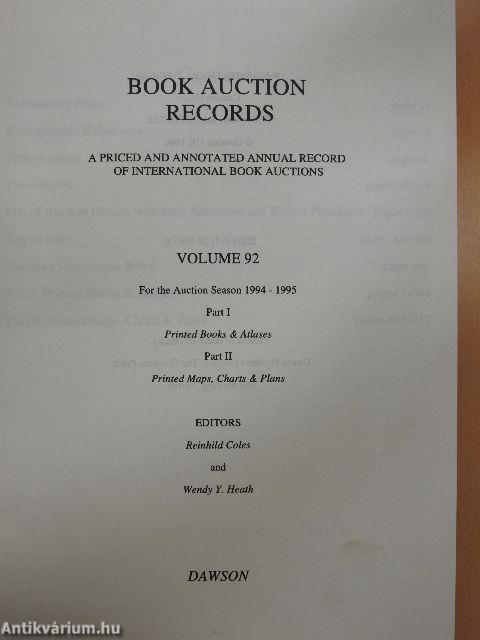 BOOK AUCTION
RECORDS
A PRICED AND ANNOTATED ANNUAL RECORD
OF INTERNATIONAL BOOK AUCTIONS
VOLUME 92
For the Auction Season 1994 - 1995
Part I
Printed Books & Atlases
Part II
Printed Maps, Charts & Plans
EDITORS
Reinhild Coles
and
Wendy Y. Heath
DAWSON
Antikvárium.hu